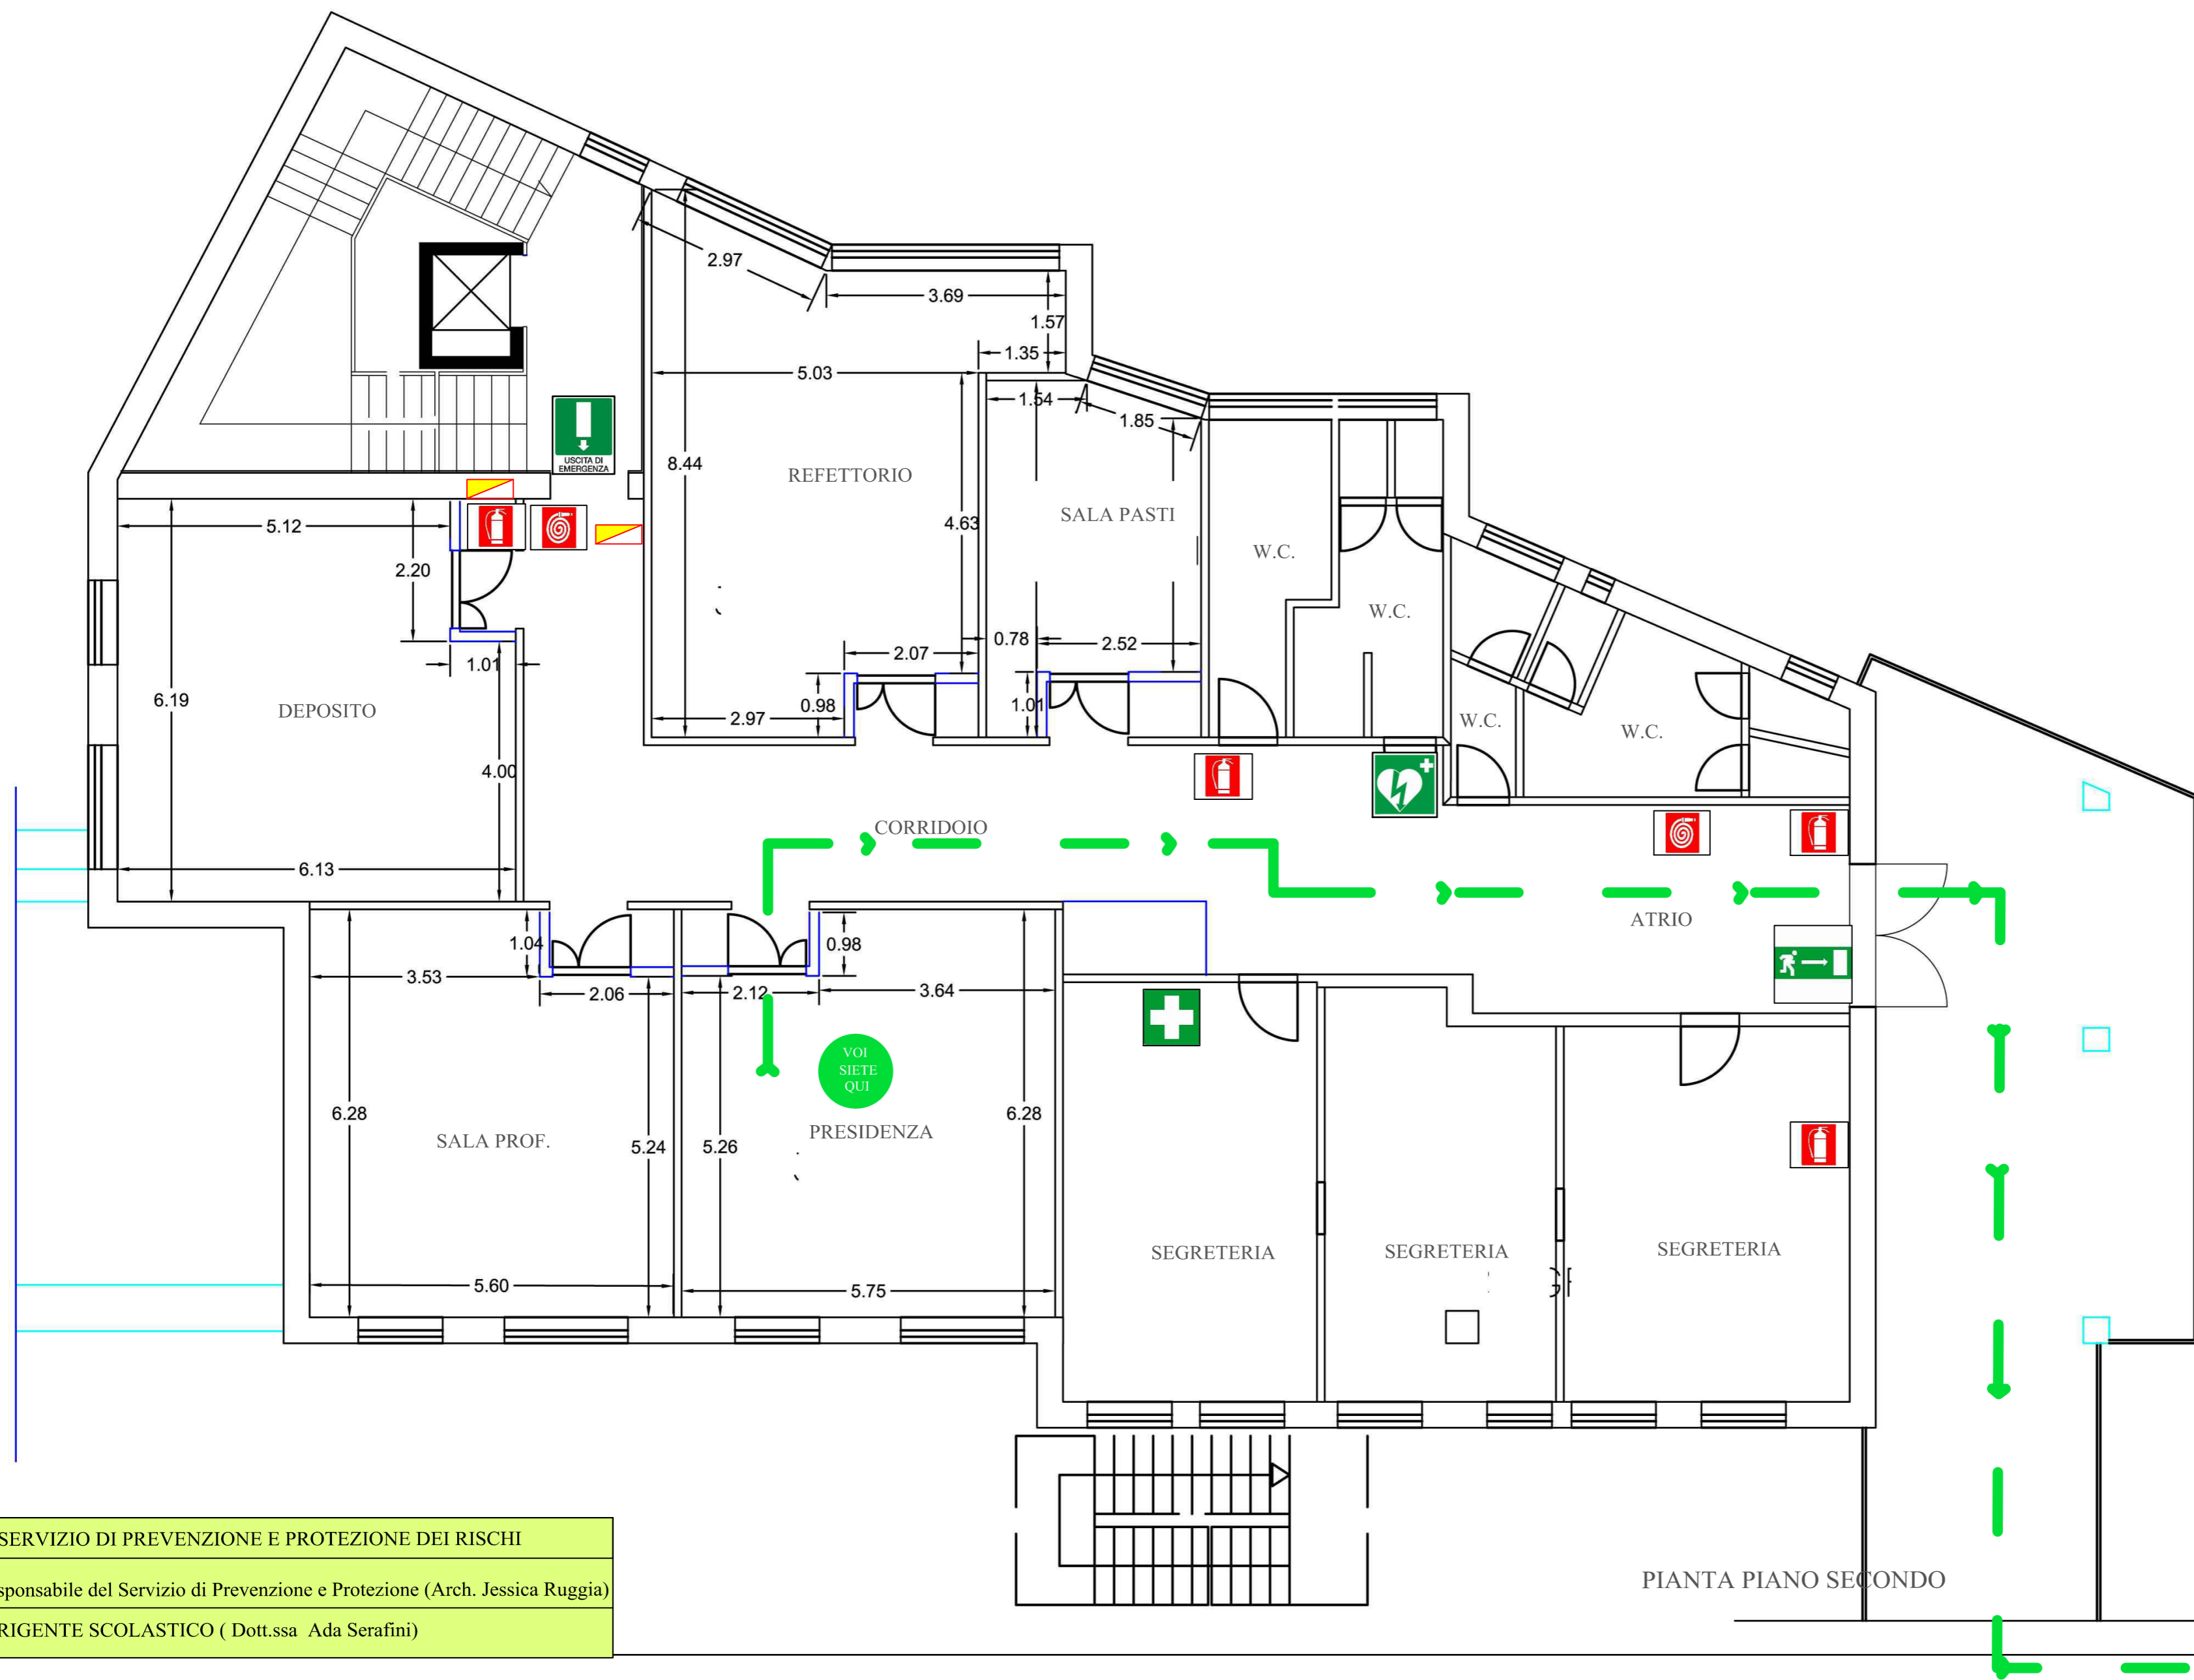 2.97
3.69
1.57
1.35
5.03
1.54
1.85
USCITA DI
EMERGENZA
8.44
REFETTORIO
4.63
SALA PASTI
5.12
2.20
W.C.
W.C.
1.01
0.78
2.52
2.07
6.19
DEPOSITO
2.97
0.98
1.01
W.C.
W.C.
4.00
CORRIDOIO
6.13
ATRIO
1.04
0.98
3.53
2.06
2.12
3.64
VOI
SIETE
QUI
6.28
SALA PROF.
5.24
5.26
PRESIDENZA
6.28
SEGRETERIA
SEGRETERIA
SEGRETERIA
5.60
5.75
SERVIZIO DI PREVENZIONE E PROTEZIONE DEI RISCHI
sponsabile del Servizio di Prevenzione e Protezione (Arch. Jessica Ruggia)
RIGENTE SCOLASTICO ( Dott.ssa Ada Serafini)
PIANTA PIANO SECONDO